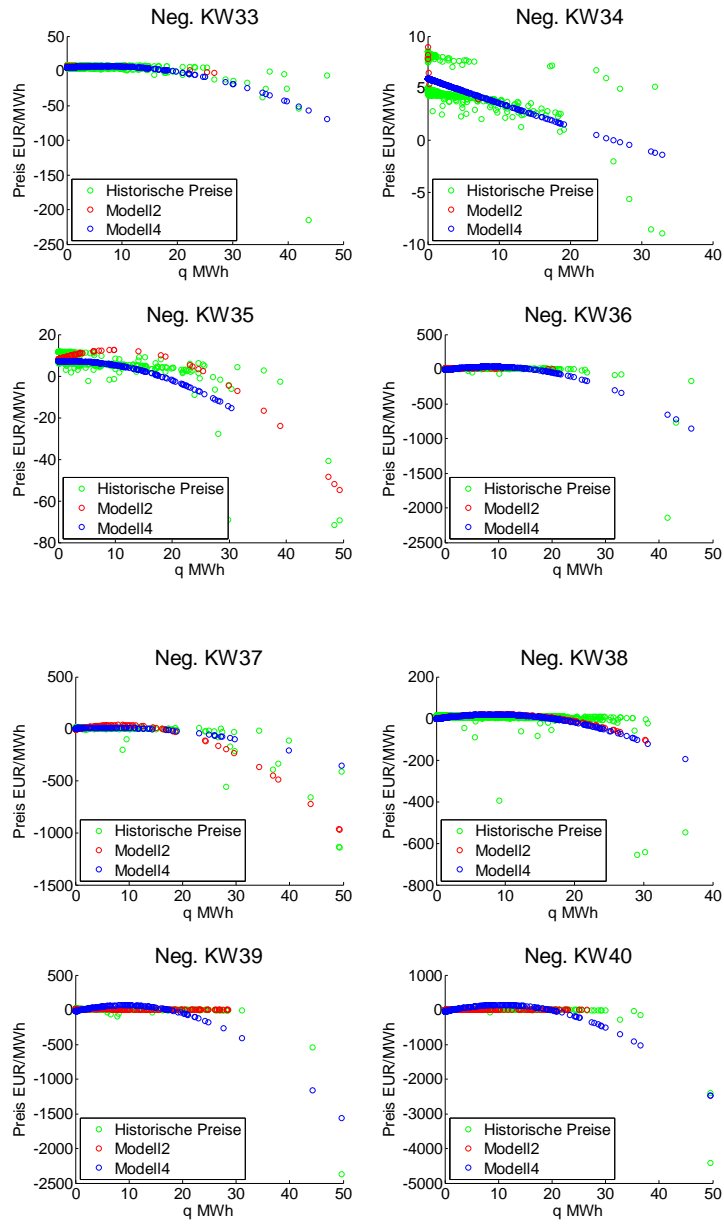 Neg. KW33
50
0
-50
-100
-150
-200
-250
Preis EUR/MWh
0
10
20
30
40
50
q MWh
Historische Preise
Modell2
Modell4
Neg. KW34
10
5
0
-5
-10
Preis EUR/MWh
0
10
20
30
40
q MWh
Historische Preise
Modell2
Modell4
Neg. KW35
20
0
-20
-40
-60
-80
Preis EUR/MWh
0
10
20
30
40
50
q MWh
Historische Preise
Modell2
Modell4
Neg. KW36
500
0
-500
-1000
-1500
-2000
-2500
Preis EUR/MWh
0
10
20
30
40
50
q MWh
Historische Preise
Modell2
Modell4
Neg. KW37
500
0
-500
-1000
-1500
Preis EUR/MWh
0
10
20
30
40
50
q MWh
Historische Preise
Modell2
Modell4
Neg. KW38
200
0
-200
-400
-600
-800
Preis EUR/MWh
0
10
20
30
40
q MWh
Historische Preise
Modell2
Modell4
Neg. KW39
500
0
-500
-1000
-1500
-2000
-2500
Preis EUR/MWh
0
10
20
30
40
50
q MWh
Historische Preise
Modell2
Modell4
Neg. KW40
1000
0
-1000
-2000
-3000
-4000
-5000
Preis EUR/MWh
0
10
20
30
40
50
q MWh
Historische Preise
Modell2
Modell4